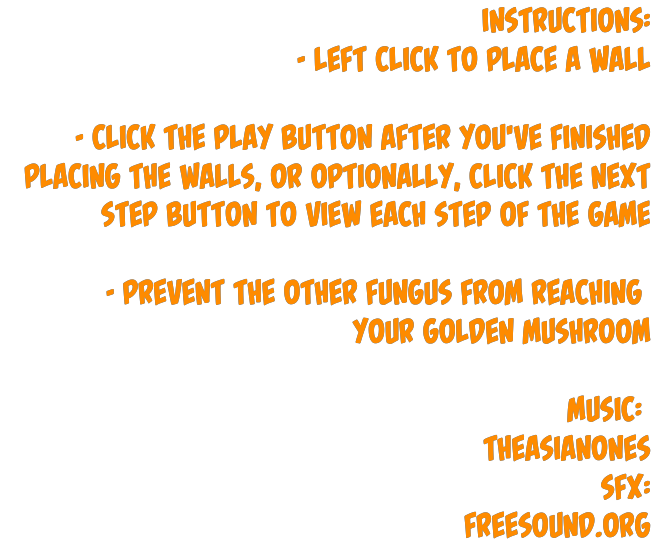 INSTRUCTIONS:
- LEFT CLICK TO PLACE A WALL
- CLICK THE PLAY BUTTON AFTER YOU'VE FINISHED
PLACING THE WALLS, OR OPTIONALLY, CLICK THE NEXT
STEP BUTTON TO VIEW EACH STEP OF THE GAME
- PREVENT THE OTHER FUNGUS FROM REACHING
YOUR GOLDEN MUSHROOM
MUSIC:
THEASIANONES
SFX:
FREESOUND.ORG